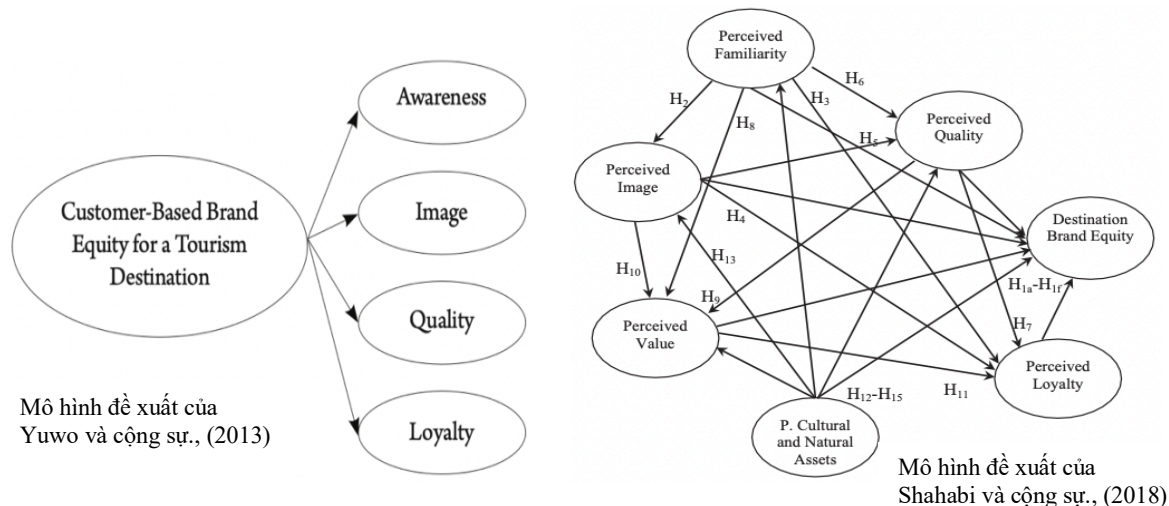 Awareness
Customer-Based Brand
Equity for a Tourism
Destination
Image
Quality
Loyalty
Mô hình đề xuất của
Yuwo và cộng sự., (2013)
Perceived
Familiarity
H6
H2
H3
H8
Perceived
Quality
H5
Perceived
Image
H4
Destination
Brand Equity
H13
H10
H9
H1a-H1f
H7
Perceived
Value
Perceived
Loyalty
H12-H15
H11
P. Cultural
and Natural
Assets
Mô hình đề xuất của
Shahabi và cộng sự., (2018)